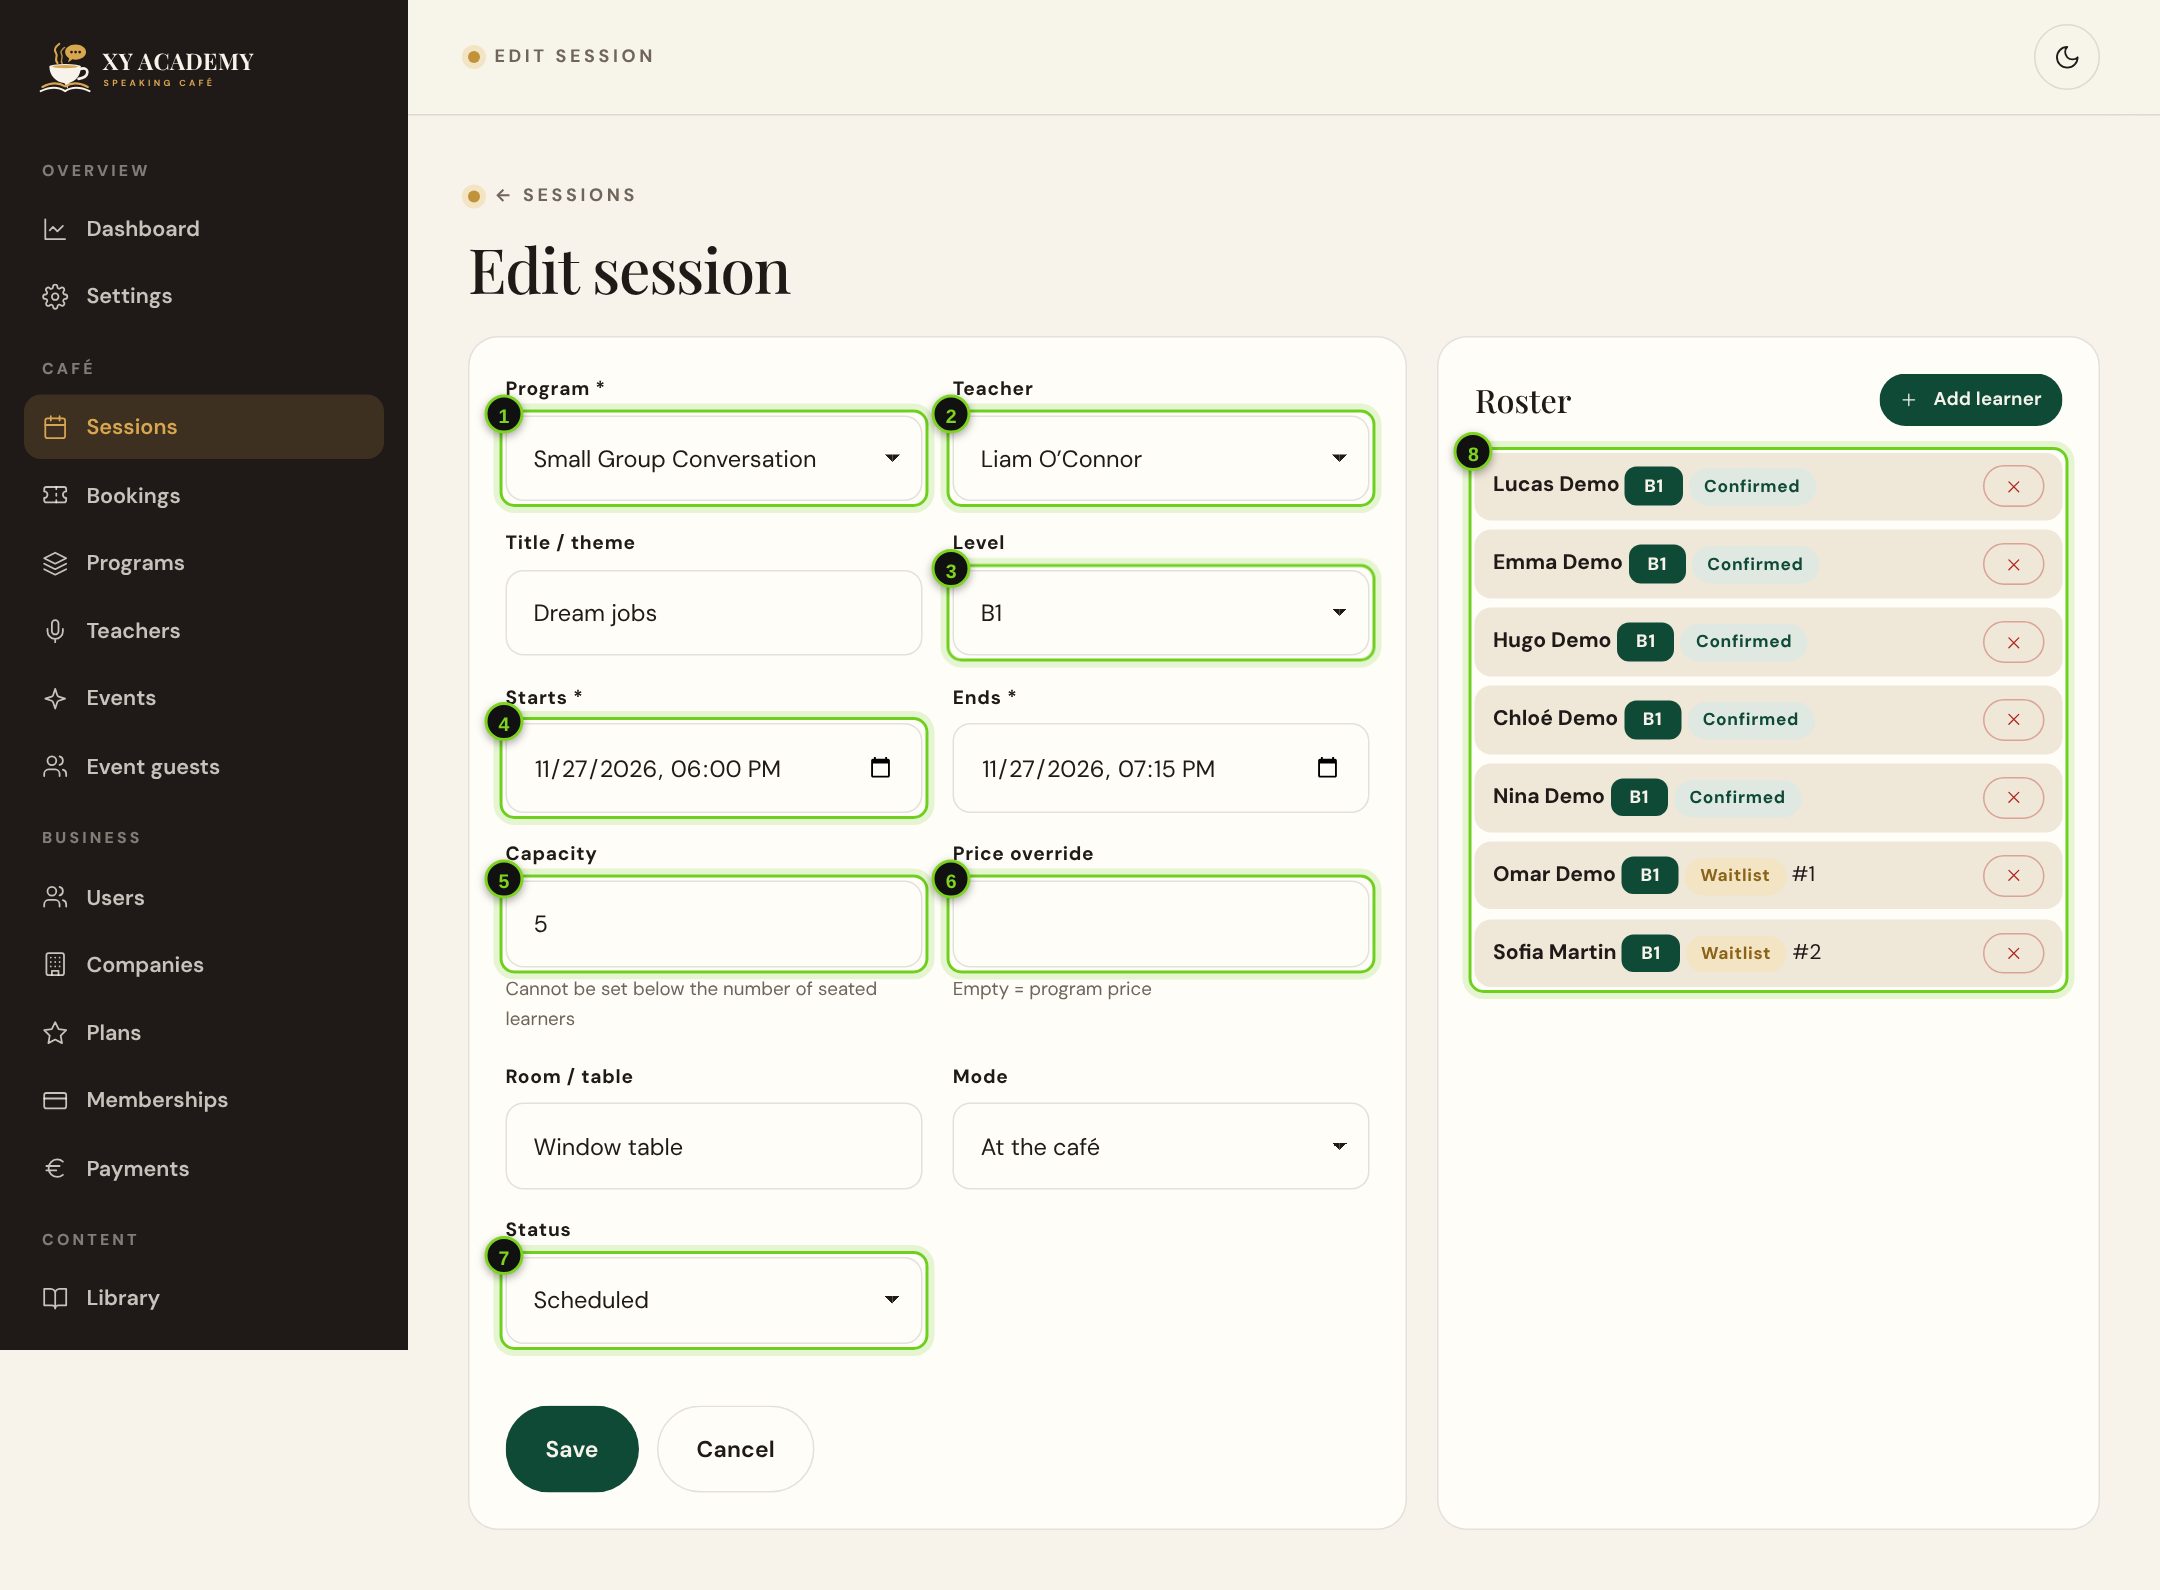 XY ACADEMY
SPEAKING CAFÉ
OVERVIEW
Dashboard
Settings
CAFÉ
Sessions
Bookings
Programs
Teachers
Events
Event guests
BUSINESS
Users
Companies
Plans
Memberships
Payments
CONTENT
Library
EDIT SESSION
← SESSIONS
Edit session
Program *
1
Small Group Conversation
Teacher
2
Liam O’Connor
Title / theme
Dream jobs
Level
3
B1
Starts *
4
11/27/2026, 06:00 PM
Ends *
11/27/2026, 07:15 PM
Capacity
5
5
Cannot be set below the number of seated
learners
Price override
6
Empty = program price
Room / table
Window table
Mode
At the café
Status
7
Scheduled
Save
Cancel
Roster
+ Add learner
8
Lucas Demo B1 Confirmed ×
Emma Demo B1 Confirmed ×
Hugo Demo B1 Confirmed ×
Chloé Demo B1 Confirmed ×
Nina Demo B1 Confirmed ×
Omar Demo B1 Waitlist #1 ×
Sofia Martin B1 Waitlist #2 ×